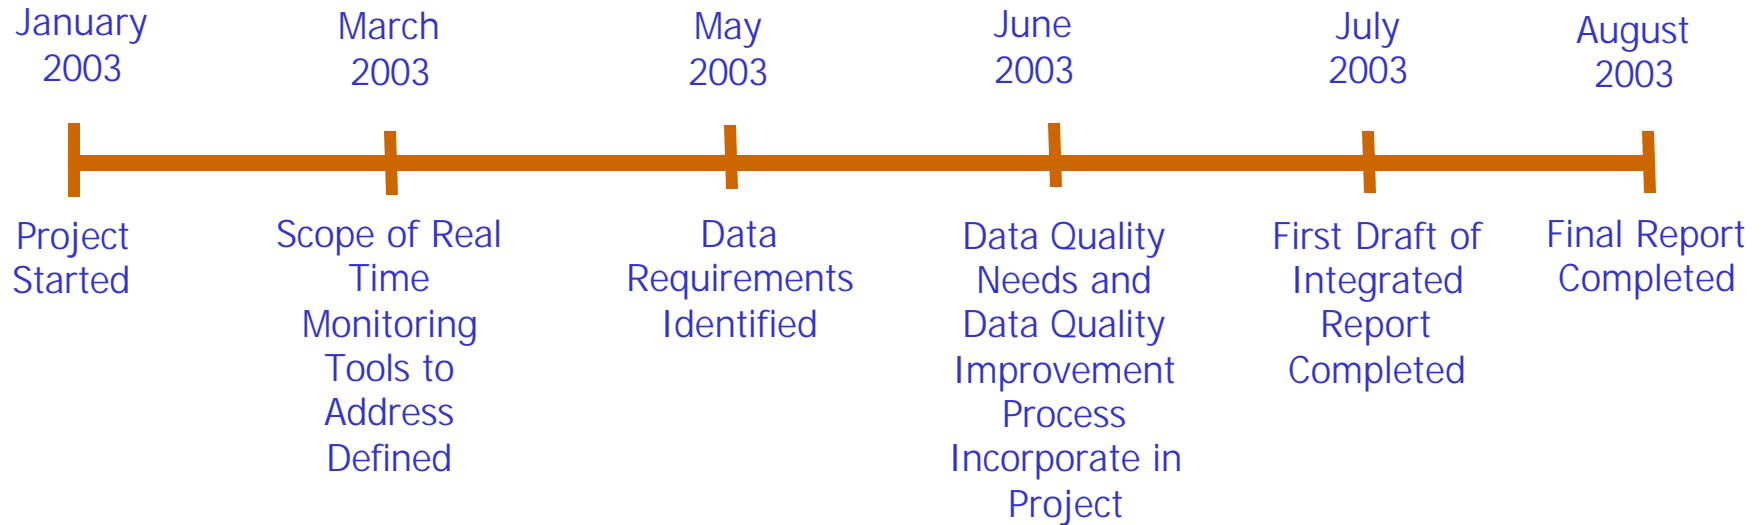 January
2003
March
2003
May
2003
June
2003
July
2003
August
2003
Project
Started
Scope of Real
Time
Monitoring
Tools to
Address
Defined
Data
Requirements
Identified
Data Quality
Needs and
Data Quality
Improvement
Process
Incorporate in
Project
First Draft of
Integrated
Report
Completed
Final Report
Completed